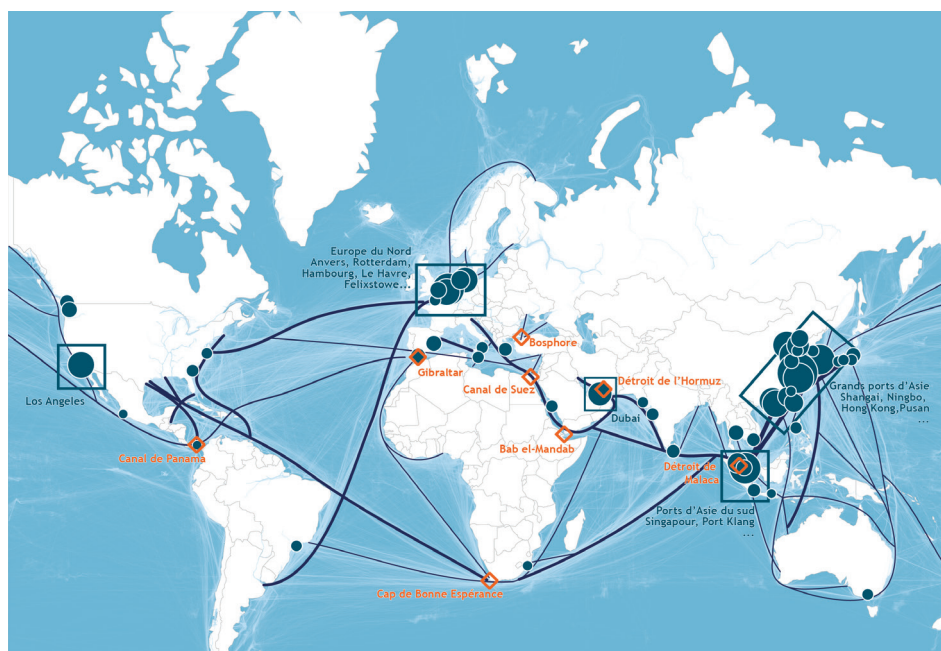 Europe du Nord
Anvers, Rotterdam,
Hambourg, Le Havre,
Felixstowe...
Bosphore
Gibraltar
Canal de Suez
Détroit de l'Hormuz
Dubai
Grands ports d'Asie
Shangai, Ningbo,
Hong Kong,Pusan
...
Los Angeles
Bab el-Mandab
Canal de Panama
Détroit de
Malaca
Ports d'Asie du sud
Singapour, Port Klang
...
Cap de Bonne Esperance